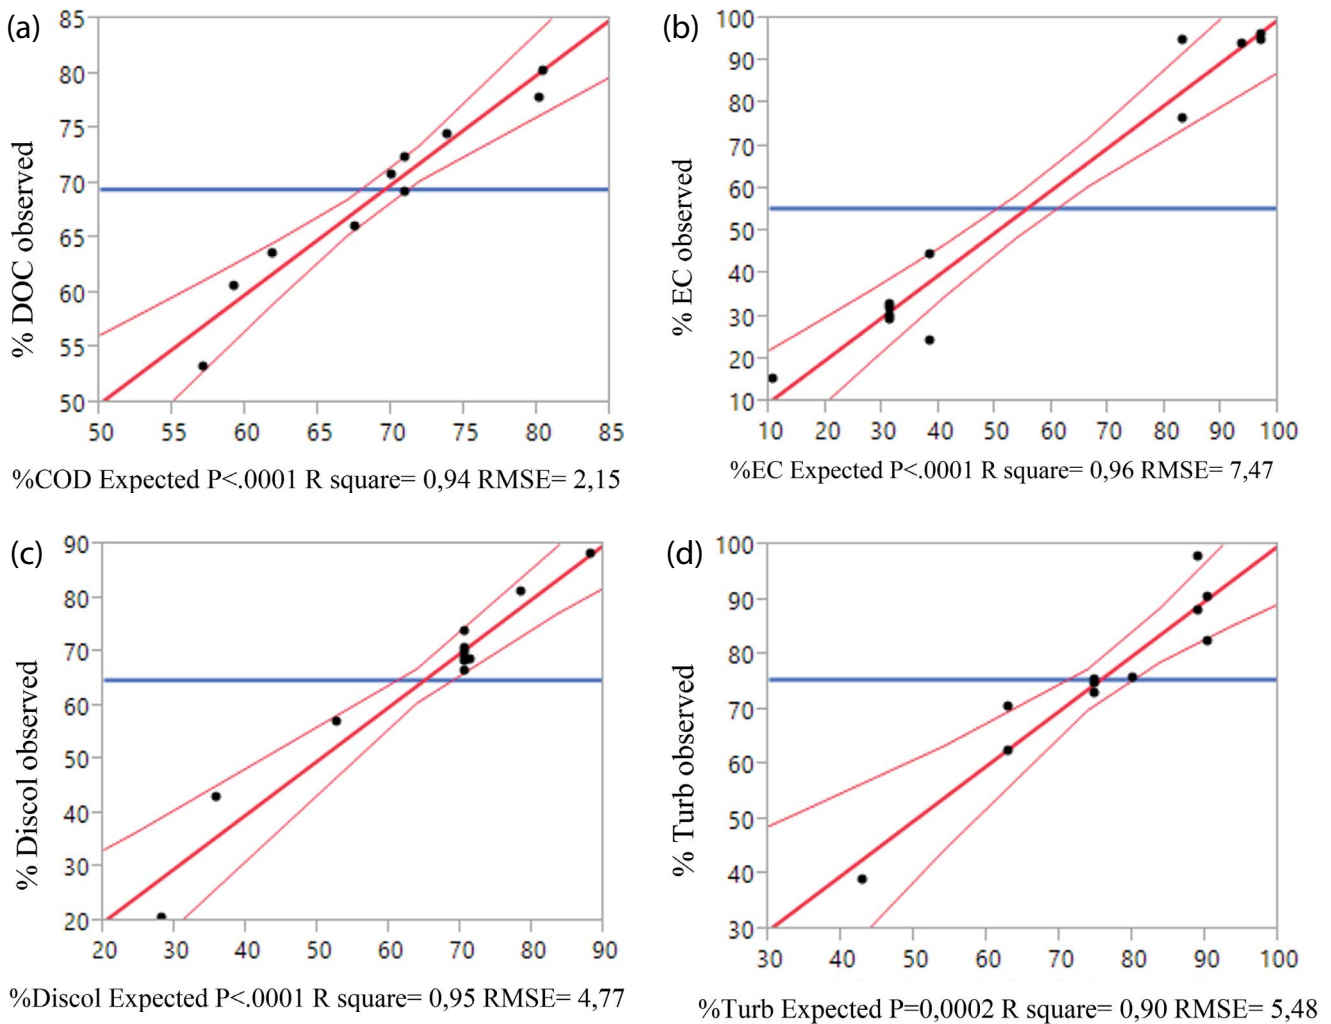 (a)
85
80
75
70
65
60
55
50
% DOC observed
50 55 60 65 70 75 80 85
%COD Expected P<.0001 R square= 0,94 RMSE= 2,15
(b)
100
90
80
70
60
50
40
30
20
10
% EC observed
10 20 30 40 50 60 70 80 90 100
%EC Expected P<.0001 R square= 0,96 RMSE= 7,47
(c)
90
80
70
60
50
40
30
20
% Discol observed
20 30 40 50 60 70 80 90
%Discol Expected P<.0001 R square= 0,95 RMSE= 4,77
(d)
100
90
80
70
60
50
40
30
% Turb observed
30 40 50 60 70 80 90 100
%Turb Expected P=0,0002 R square= 0,90 RMSE= 5,48